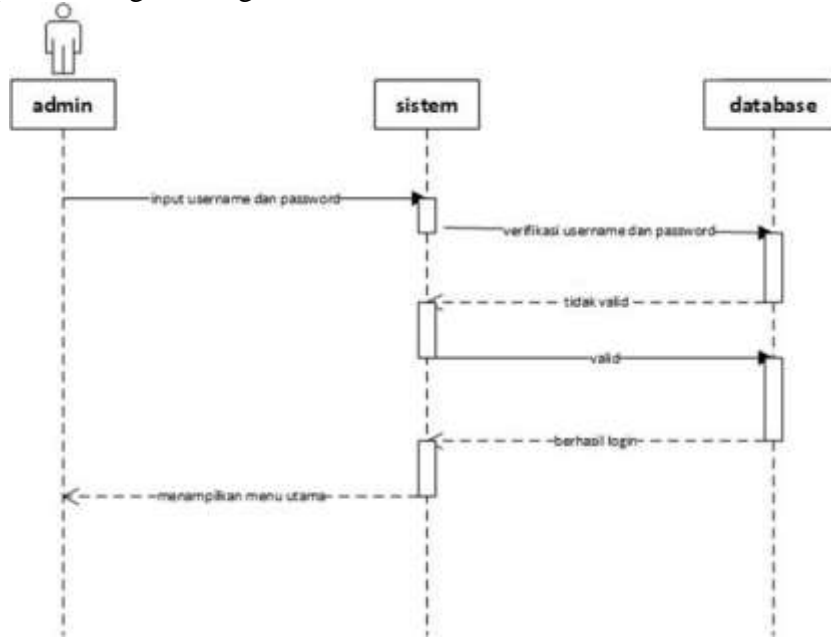 admin
sistem
database
input username dan password
verifikasi username dan password
tidak valid
valid
berhasil login
menampilkan menu utama